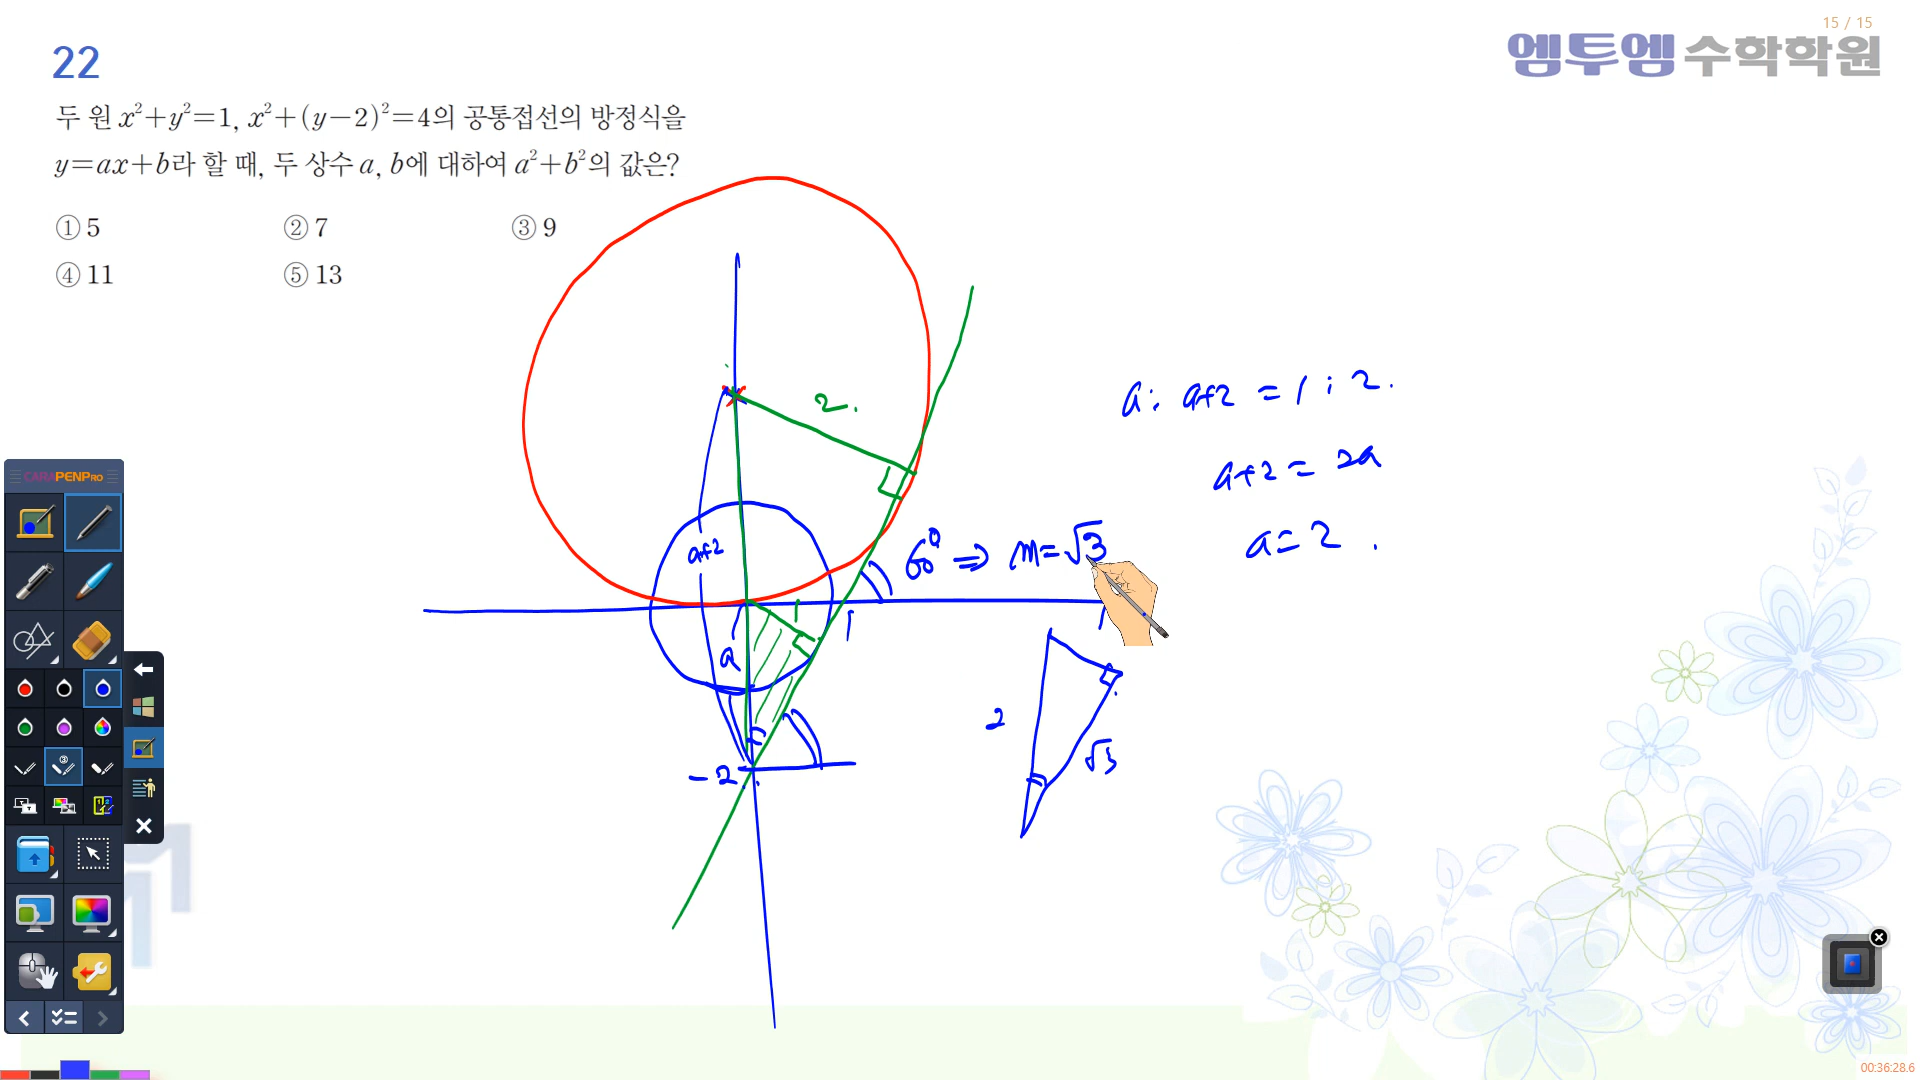 15 / 15
엠투엠수학학원
22
두 원 x²+y²=1, x²+(y−2)²=4의 공통접선의 방정식을
y=ax+b라 할 때, 두 상수 a, b에 대하여 a²+b²의 값은?
① 5 ② 7 ③ 9
④ 11 ⑤ 13
2.
a : a+2 = 1 : 2.
a+2 = 2a
a = 2.
60° ⇒ m=√3
a+2
1
1
a
-2
2
√3
CARAPENPRO
00:36:28.6